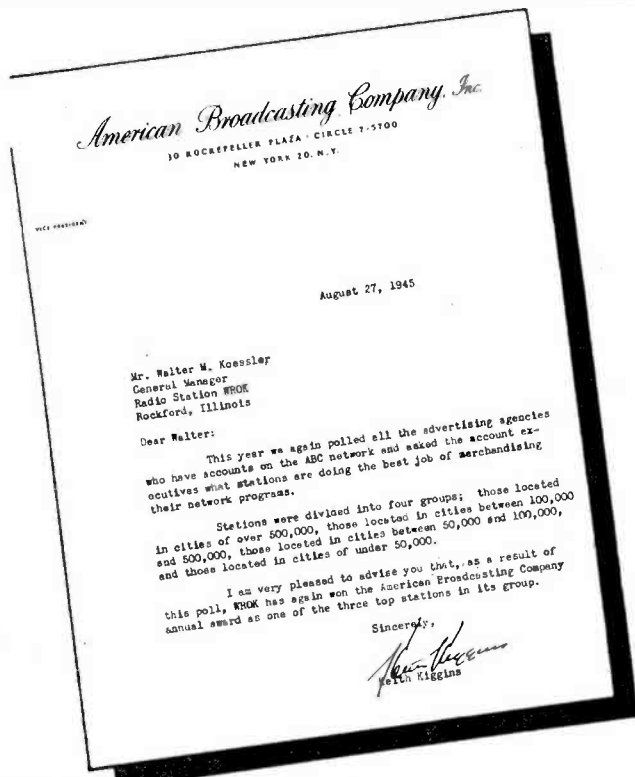 American Broadcasting Company, Inc.
30 ROCKEFELLER PLAZA · CIRCLE 7-5700
NEW YORK 20, N.Y.
VICE PRESIDENT
August 27, 1945
Mr. Walter M. Koessler
General Manager
Radio Station WROK
Rockford, Illinois
Dear Walter:
This year we again polled all the advertising agencies
who have accounts on the ABC network and asked the account ex-
ecutives what stations are doing the best job of merchandising
their network programs.
Stations were divided into four groups; those located
in cities of over 500,000, those located in cities between 100,000
and 500,000, those located in cities between 50,000 and 100,000,
and those located in cities of under 50,000.
I am very pleased to advise you that, as a result of
this poll, WROK has again won the American Broadcasting Company
annual award as one of the three top stations in its group.
Sincerely,
Keith Kiggins
Keith Kiggins